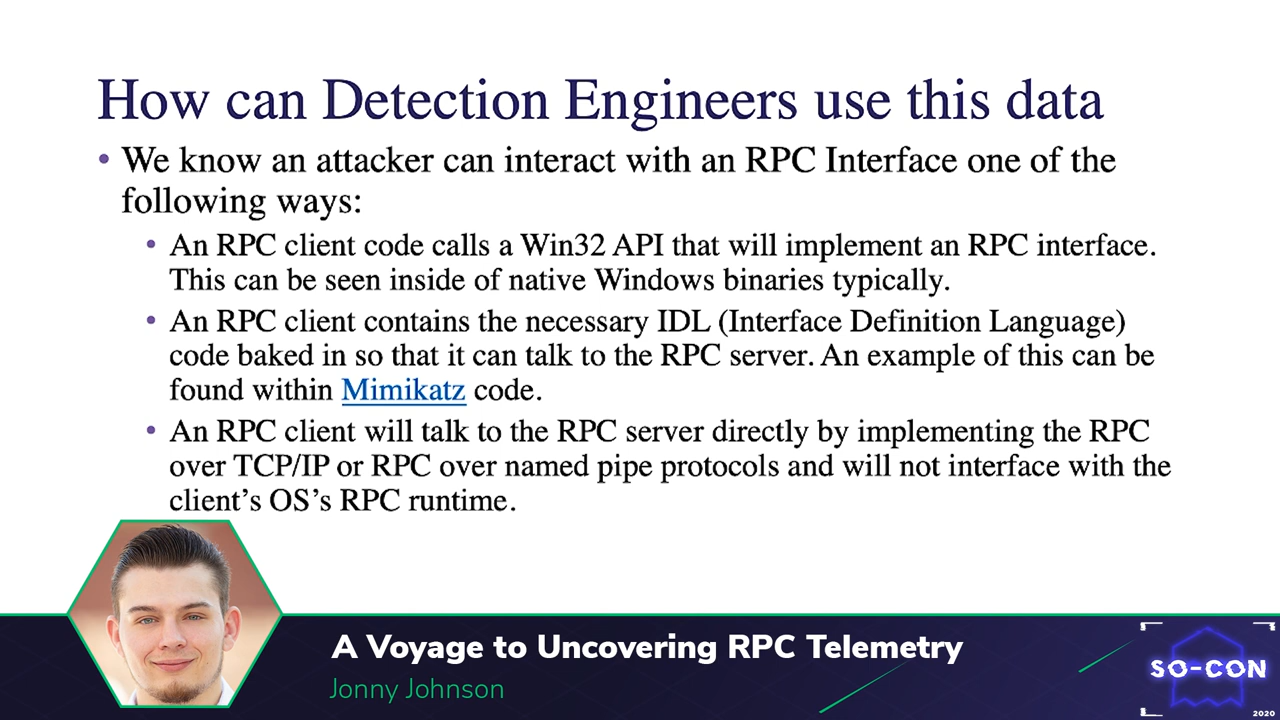 How can Detection Engineers use this data
• We know an attacker can interact with an RPC Interface one of the
following ways:
• An RPC client code calls a Win32 API that will implement an RPC interface.
This can be seen inside of native Windows binaries typically.
• An RPC client contains the necessary IDL (Interface Definition Language)
code baked in so that it can talk to the RPC server. An example of this can be
found within Mimikatz code.
• An RPC client will talk to the RPC server directly by implementing the RPC
over TCP/IP or RPC over named pipe protocols and will not interface with the
client's OS's RPC runtime.
A Voyage to Uncovering RPC Telemetry
Jonny Johnson
SO-CON
2020